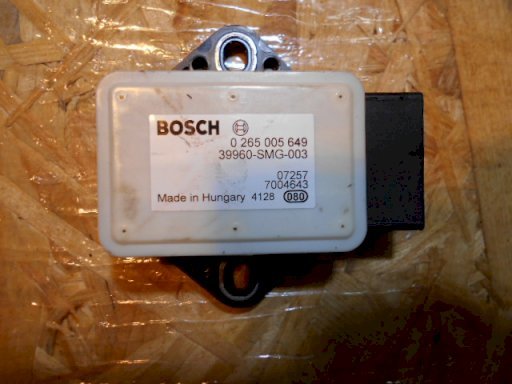 BOSCH
0 265 005 649
39960-SMG-003
07257
7004643
Made in Hungary 4128 080